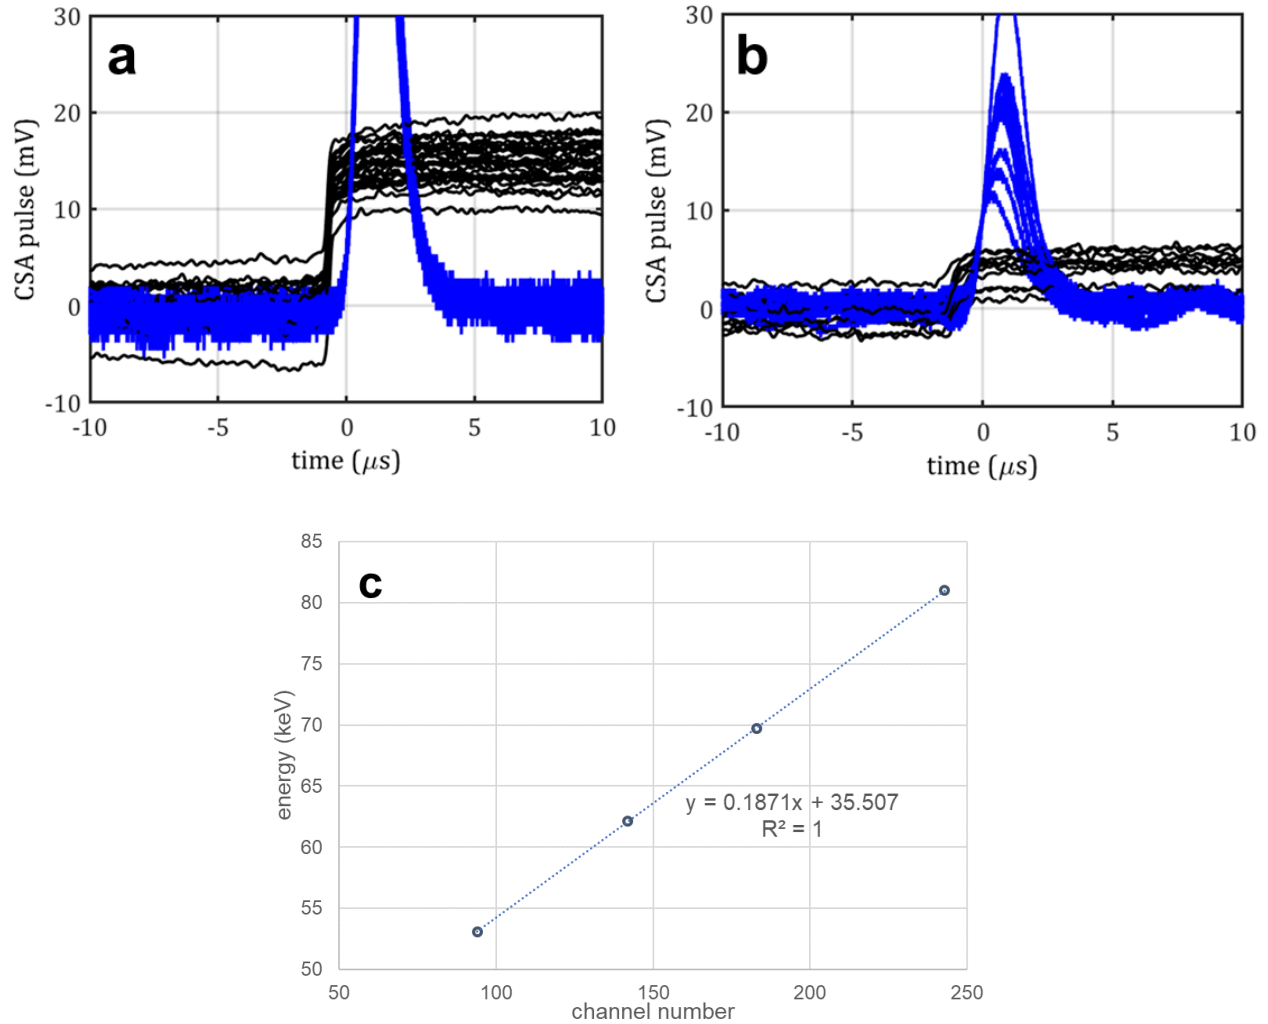 a
30
20
10
0
-10
-10 -5 0 5 10
time (μs)
CSA pulse (mV)
b
30
20
10
0
-10
-10 -5 0 5 10
time (μs)
CSA pulse (mV)
c
85
80
75
70
65
60
55
50
50 100 150 200 250
channel number
energy (keV)
y = 0.1871x + 35.507
R² = 1